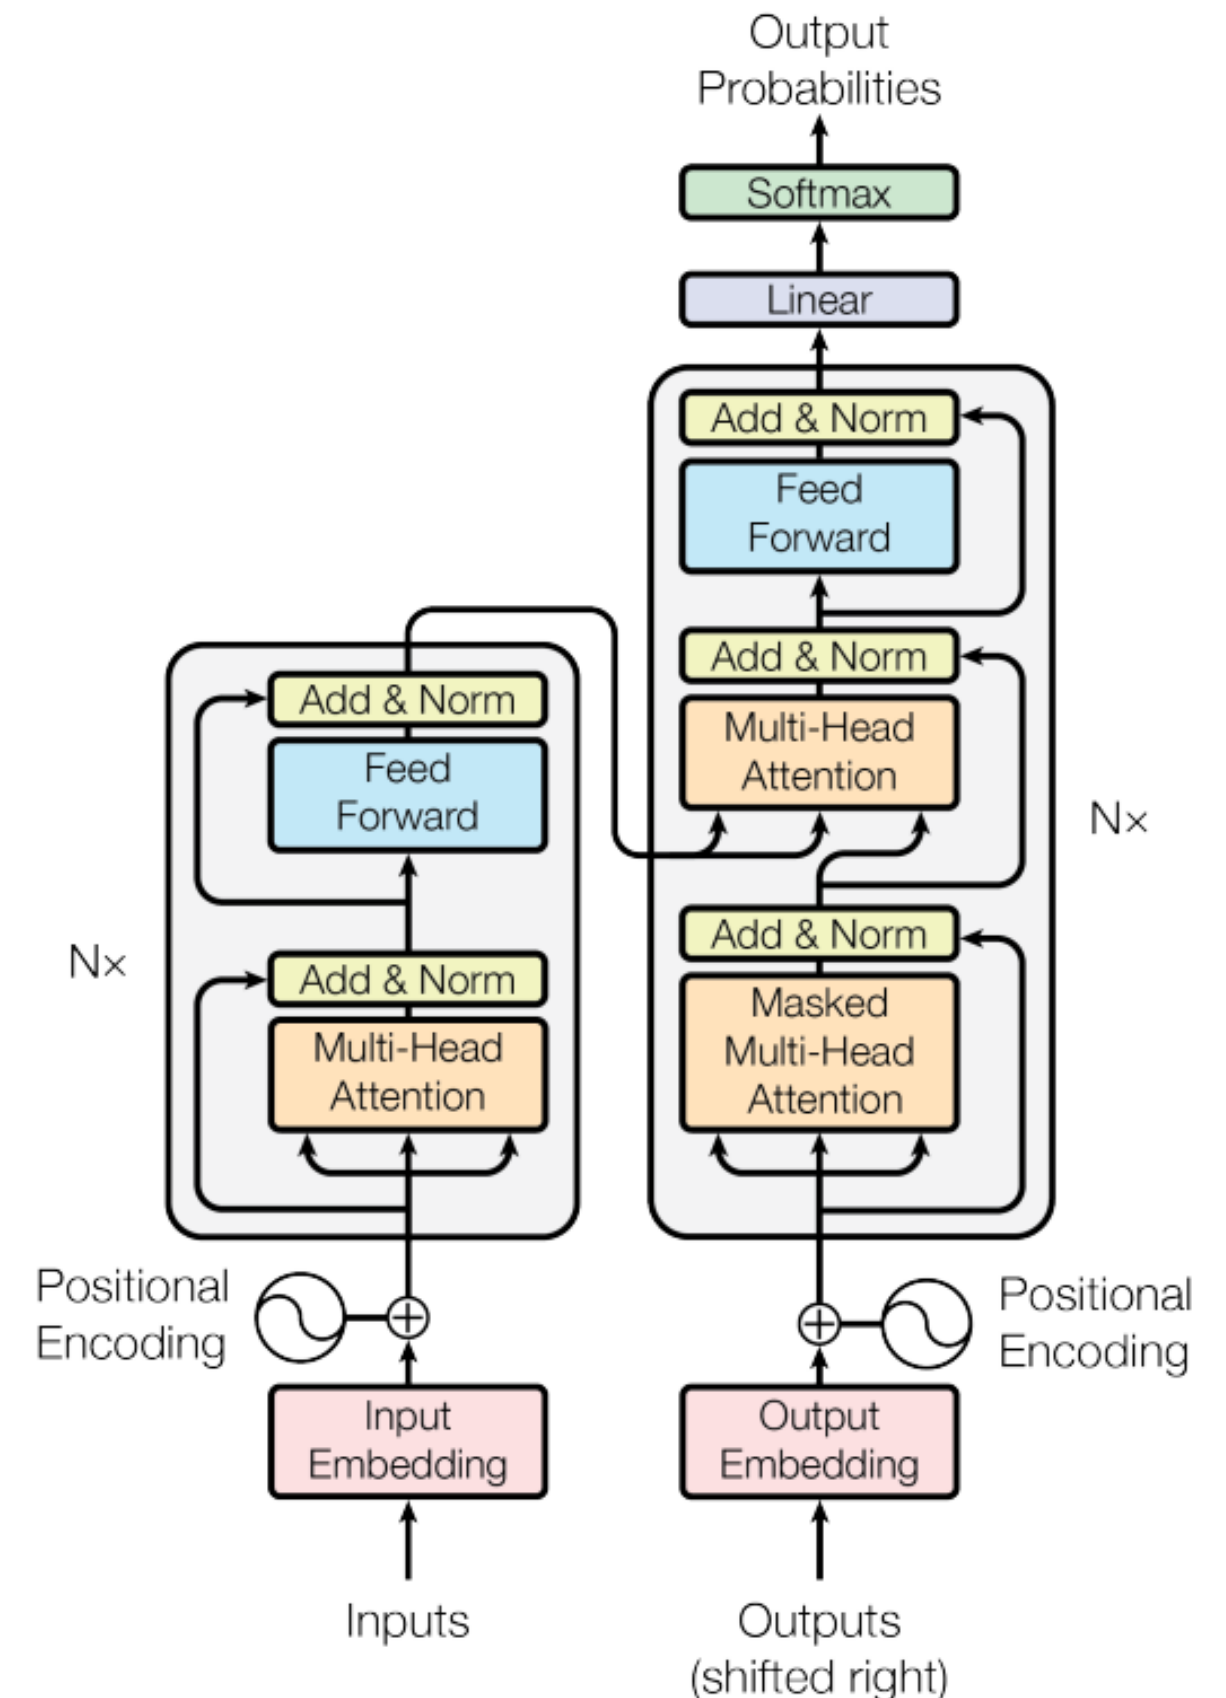 Output
Probabilities
Softmax
Linear
Add & Norm
Feed
Forward
Add & Norm
Multi-Head
Attention
Nx
Add & Norm
Masked
Multi-Head
Attention
Add & Norm
Feed
Forward
Nx
Add & Norm
Multi-Head
Attention
Positional
Encoding
Positional
Encoding
Input
Embedding
Output
Embedding
Inputs
Outputs
(shifted right)